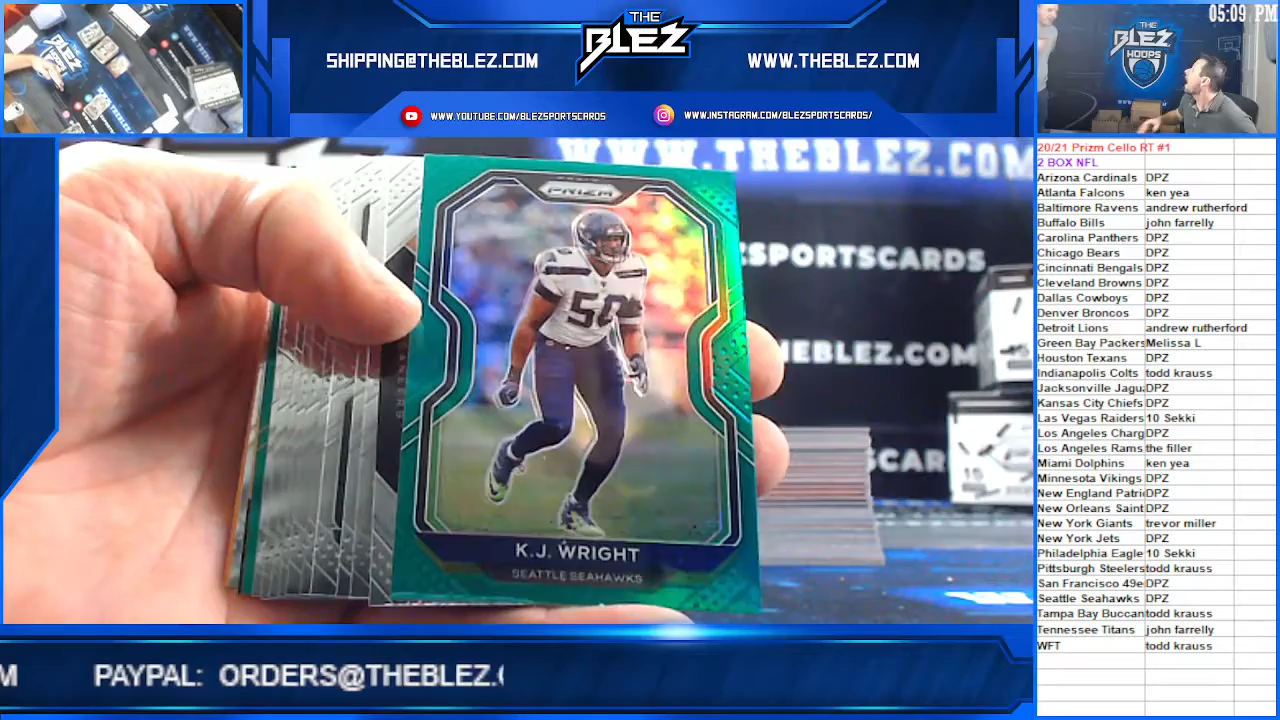 THE
BLEZ
SHIPPING@THEBLEZ.COM
WWW.THEBLEZ.COM
WWW.YOUTUBE.COM/BLEZSPORTSCARDS
WWW.INSTAGRAM.COM/BLEZSPORTSCARDS/
05:09 PM
THE
BLEZ
HOOPS
WWW.THEBLEZ.COM
ZSPORTSCARDS
HEBLEZ.COM
SCAR
PRIZM
50
K.J. WRIGHT
SEATTLE SEAHAWKS
M PAYPAL: ORDERS@THEBLEZ.
20/21 Prizm Cello RT #1
2 BOX NFL
Arizona Cardinals DPZ
Atlanta Falcons ken yea
Baltimore Ravens andrew rutherford
Buffalo Bills john farrelly
Carolina Panthers DPZ
Chicago Bears DPZ
Cincinnati Bengals DPZ
Cleveland Browns DPZ
Dallas Cowboys DPZ
Denver Broncos DPZ
Detroit Lions andrew rutherford
Green Bay Packers Melissa L
Houston Texans DPZ
Indianapolis Colts todd krauss
Jacksonville Jagu DPZ
Kansas City Chiefs DPZ
Las Vegas Raiders 10 Sekki
Los Angeles Charg DPZ
Los Angeles Rams the filler
Miami Dolphins ken yea
Minnesota Vikings DPZ
New England Patri DPZ
New Orleans Saint DPZ
New York Giants trevor miller
New York Jets DPZ
Philadelphia Eagle 10 Sekki
Pittsburgh Steelers todd krauss
San Francisco 49e DPZ
Seattle Seahawks DPZ
Tampa Bay Buccan todd krauss
Tennessee Titans john farrelly
WFT todd krauss